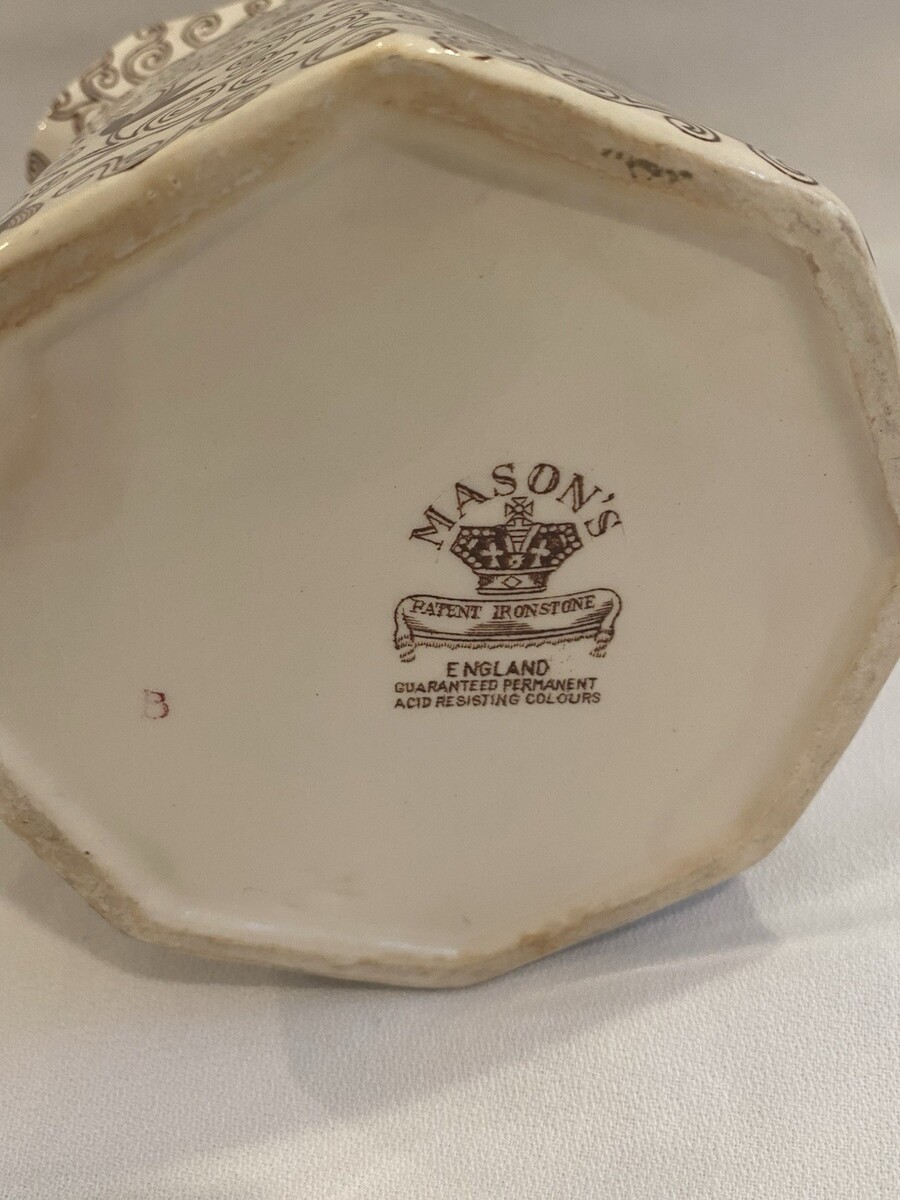 MASON'S
PATENT IRONSTONE
ENGLAND
GUARANTEED PERMANENT
ACID RESISTING COLOURS
B